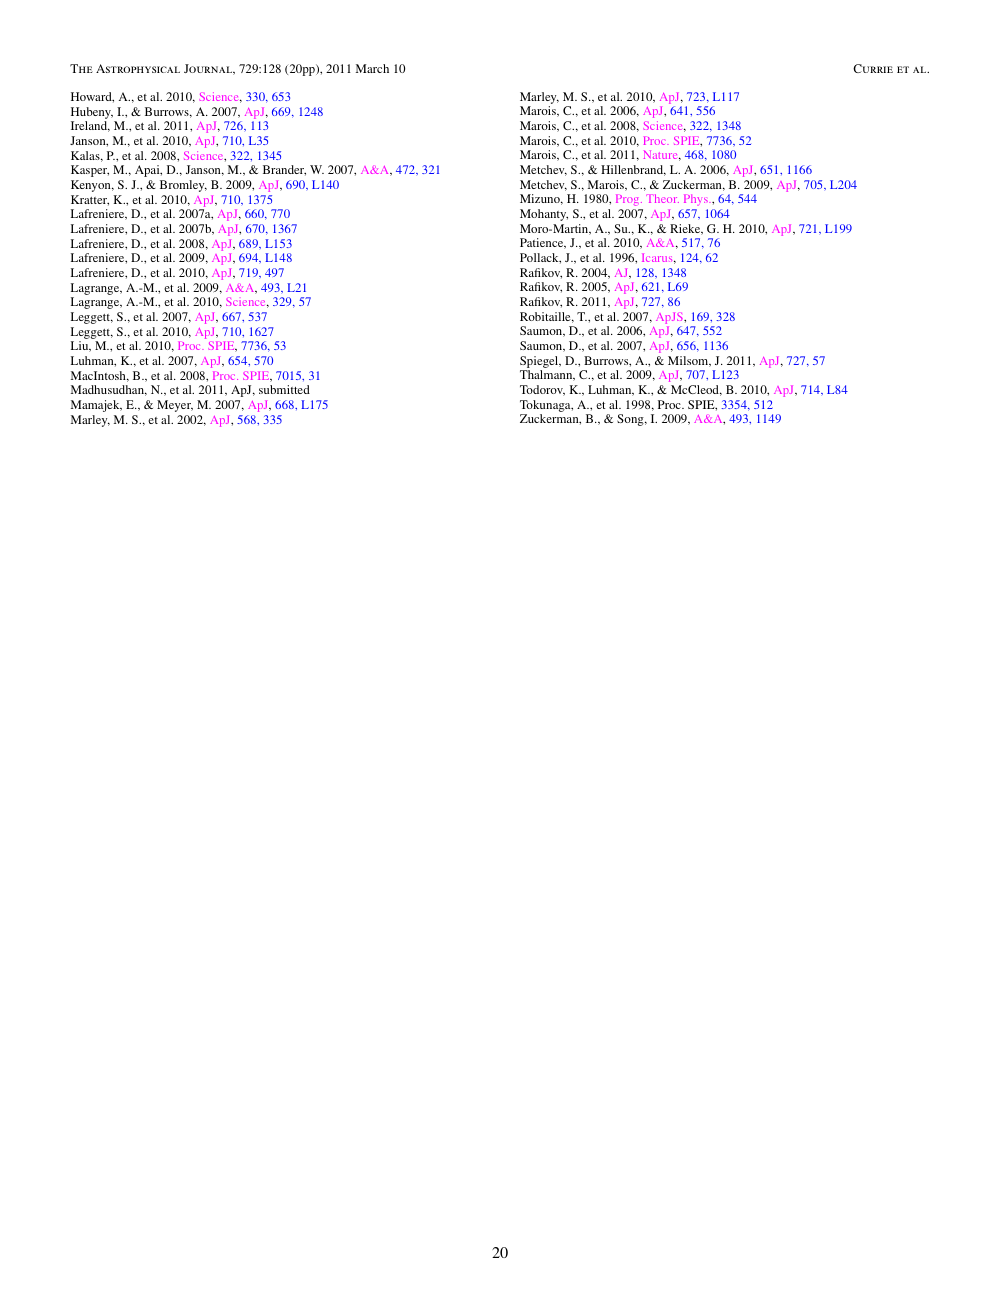 The Astrophysical Journal, 729:128 (20pp), 2011 March 10
Currie et al.
Howard, A., et al. 2010, Science, 330, 653
Hubeny, I., & Burrows, A. 2007, ApJ, 669, 1248
Ireland, M., et al. 2011, ApJ, 726, 113
Janson, M., et al. 2010, ApJ, 710, L35
Kalas, P., et al. 2008, Science, 322, 1345
Kasper, M., Apai, D., Janson, M., & Brander, W. 2007, A&A, 472, 321
Kenyon, S. J., & Bromley, B. 2009, ApJ, 690, L140
Kratter, K., et al. 2010, ApJ, 710, 1375
Lafreniere, D., et al. 2007a, ApJ, 660, 770
Lafreniere, D., et al. 2007b, ApJ, 670, 1367
Lafreniere, D., et al. 2008, ApJ, 689, L153
Lafreniere, D., et al. 2009, ApJ, 694, L148
Lafreniere, D., et al. 2010, ApJ, 719, 497
Lagrange, A.-M., et al. 2009, A&A, 493, L21
Lagrange, A.-M., et al. 2010, Science, 329, 57
Leggett, S., et al. 2007, ApJ, 667, 537
Leggett, S., et al. 2010, ApJ, 710, 1627
Liu, M., et al. 2010, Proc. SPIE, 7736, 53
Luhman, K., et al. 2007, ApJ, 654, 570
MacIntosh, B., et al. 2008, Proc. SPIE, 7015, 31
Madhusudhan, N., et al. 2011, ApJ, submitted
Mamajek, E., & Meyer, M. 2007, ApJ, 668, L175
Marley, M. S., et al. 2002, ApJ, 568, 335
Marley, M. S., et al. 2010, ApJ, 723, L117
Marois, C., et al. 2006, ApJ, 641, 556
Marois, C., et al. 2008, Science, 322, 1348
Marois, C., et al. 2010, Proc. SPIE, 7736, 52
Marois, C., et al. 2011, Nature, 468, 1080
Metchev, S., & Hillenbrand, L. A. 2006, ApJ, 651, 1166
Metchev, S., Marois, C., & Zuckerman, B. 2009, ApJ, 705, L204
Mizuno, H. 1980, Prog. Theor. Phys., 64, 544
Mohanty, S., et al. 2007, ApJ, 657, 1064
Moro-Martin, A., Su., K., & Rieke, G. H. 2010, ApJ, 721, L199
Patience, J., et al. 2010, A&A, 517, 76
Pollack, J., et al. 1996, Icarus, 124, 62
Rafikov, R. 2004, AJ, 128, 1348
Rafikov, R. 2005, ApJ, 621, L69
Rafikov, R. 2011, ApJ, 727, 86
Robitaille, T., et al. 2007, ApJS, 169, 328
Saumon, D., et al. 2006, ApJ, 647, 552
Saumon, D., et al. 2007, ApJ, 656, 1136
Spiegel, D., Burrows, A., & Milsom, J. 2011, ApJ, 727, 57
Thalmann, C., et al. 2009, ApJ, 707, L123
Todorov, K., Luhman, K., & McCleod, B. 2010, ApJ, 714, L84
Tokunaga, A., et al. 1998, Proc. SPIE, 3354, 512
Zuckerman, B., & Song, I. 2009, A&A, 493, 1149
20